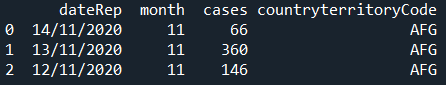 dateRep month cases countryterritoryCode
0 14/11/2020 11 66 AFG
1 13/11/2020 11 360 AFG
2 12/11/2020 11 146 AFG